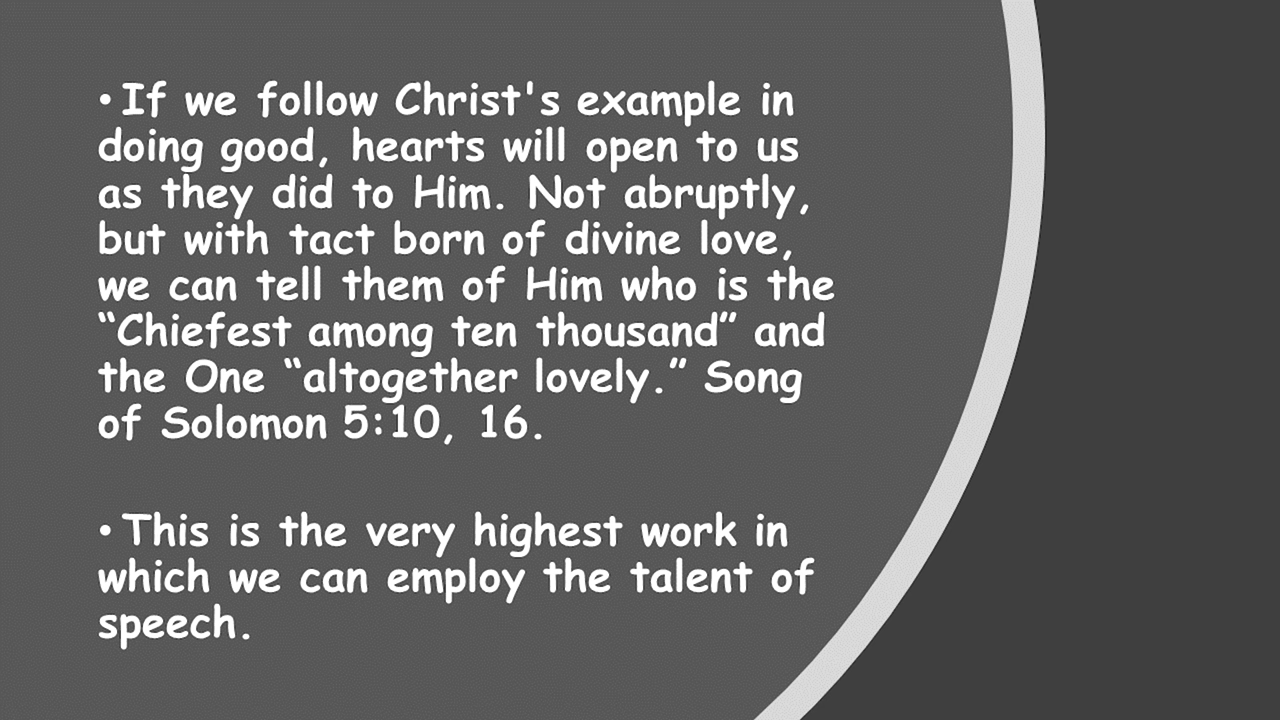 • If we follow Christ's example in
doing good, hearts will open to us
as they did to Him. Not abruptly,
but with tact born of divine love,
we can tell them of Him who is the
“Chiefest among ten thousand” and
the One “altogether lovely.” Song
of Solomon 5:10, 16.
• This is the very highest work in
which we can employ the talent of
speech.